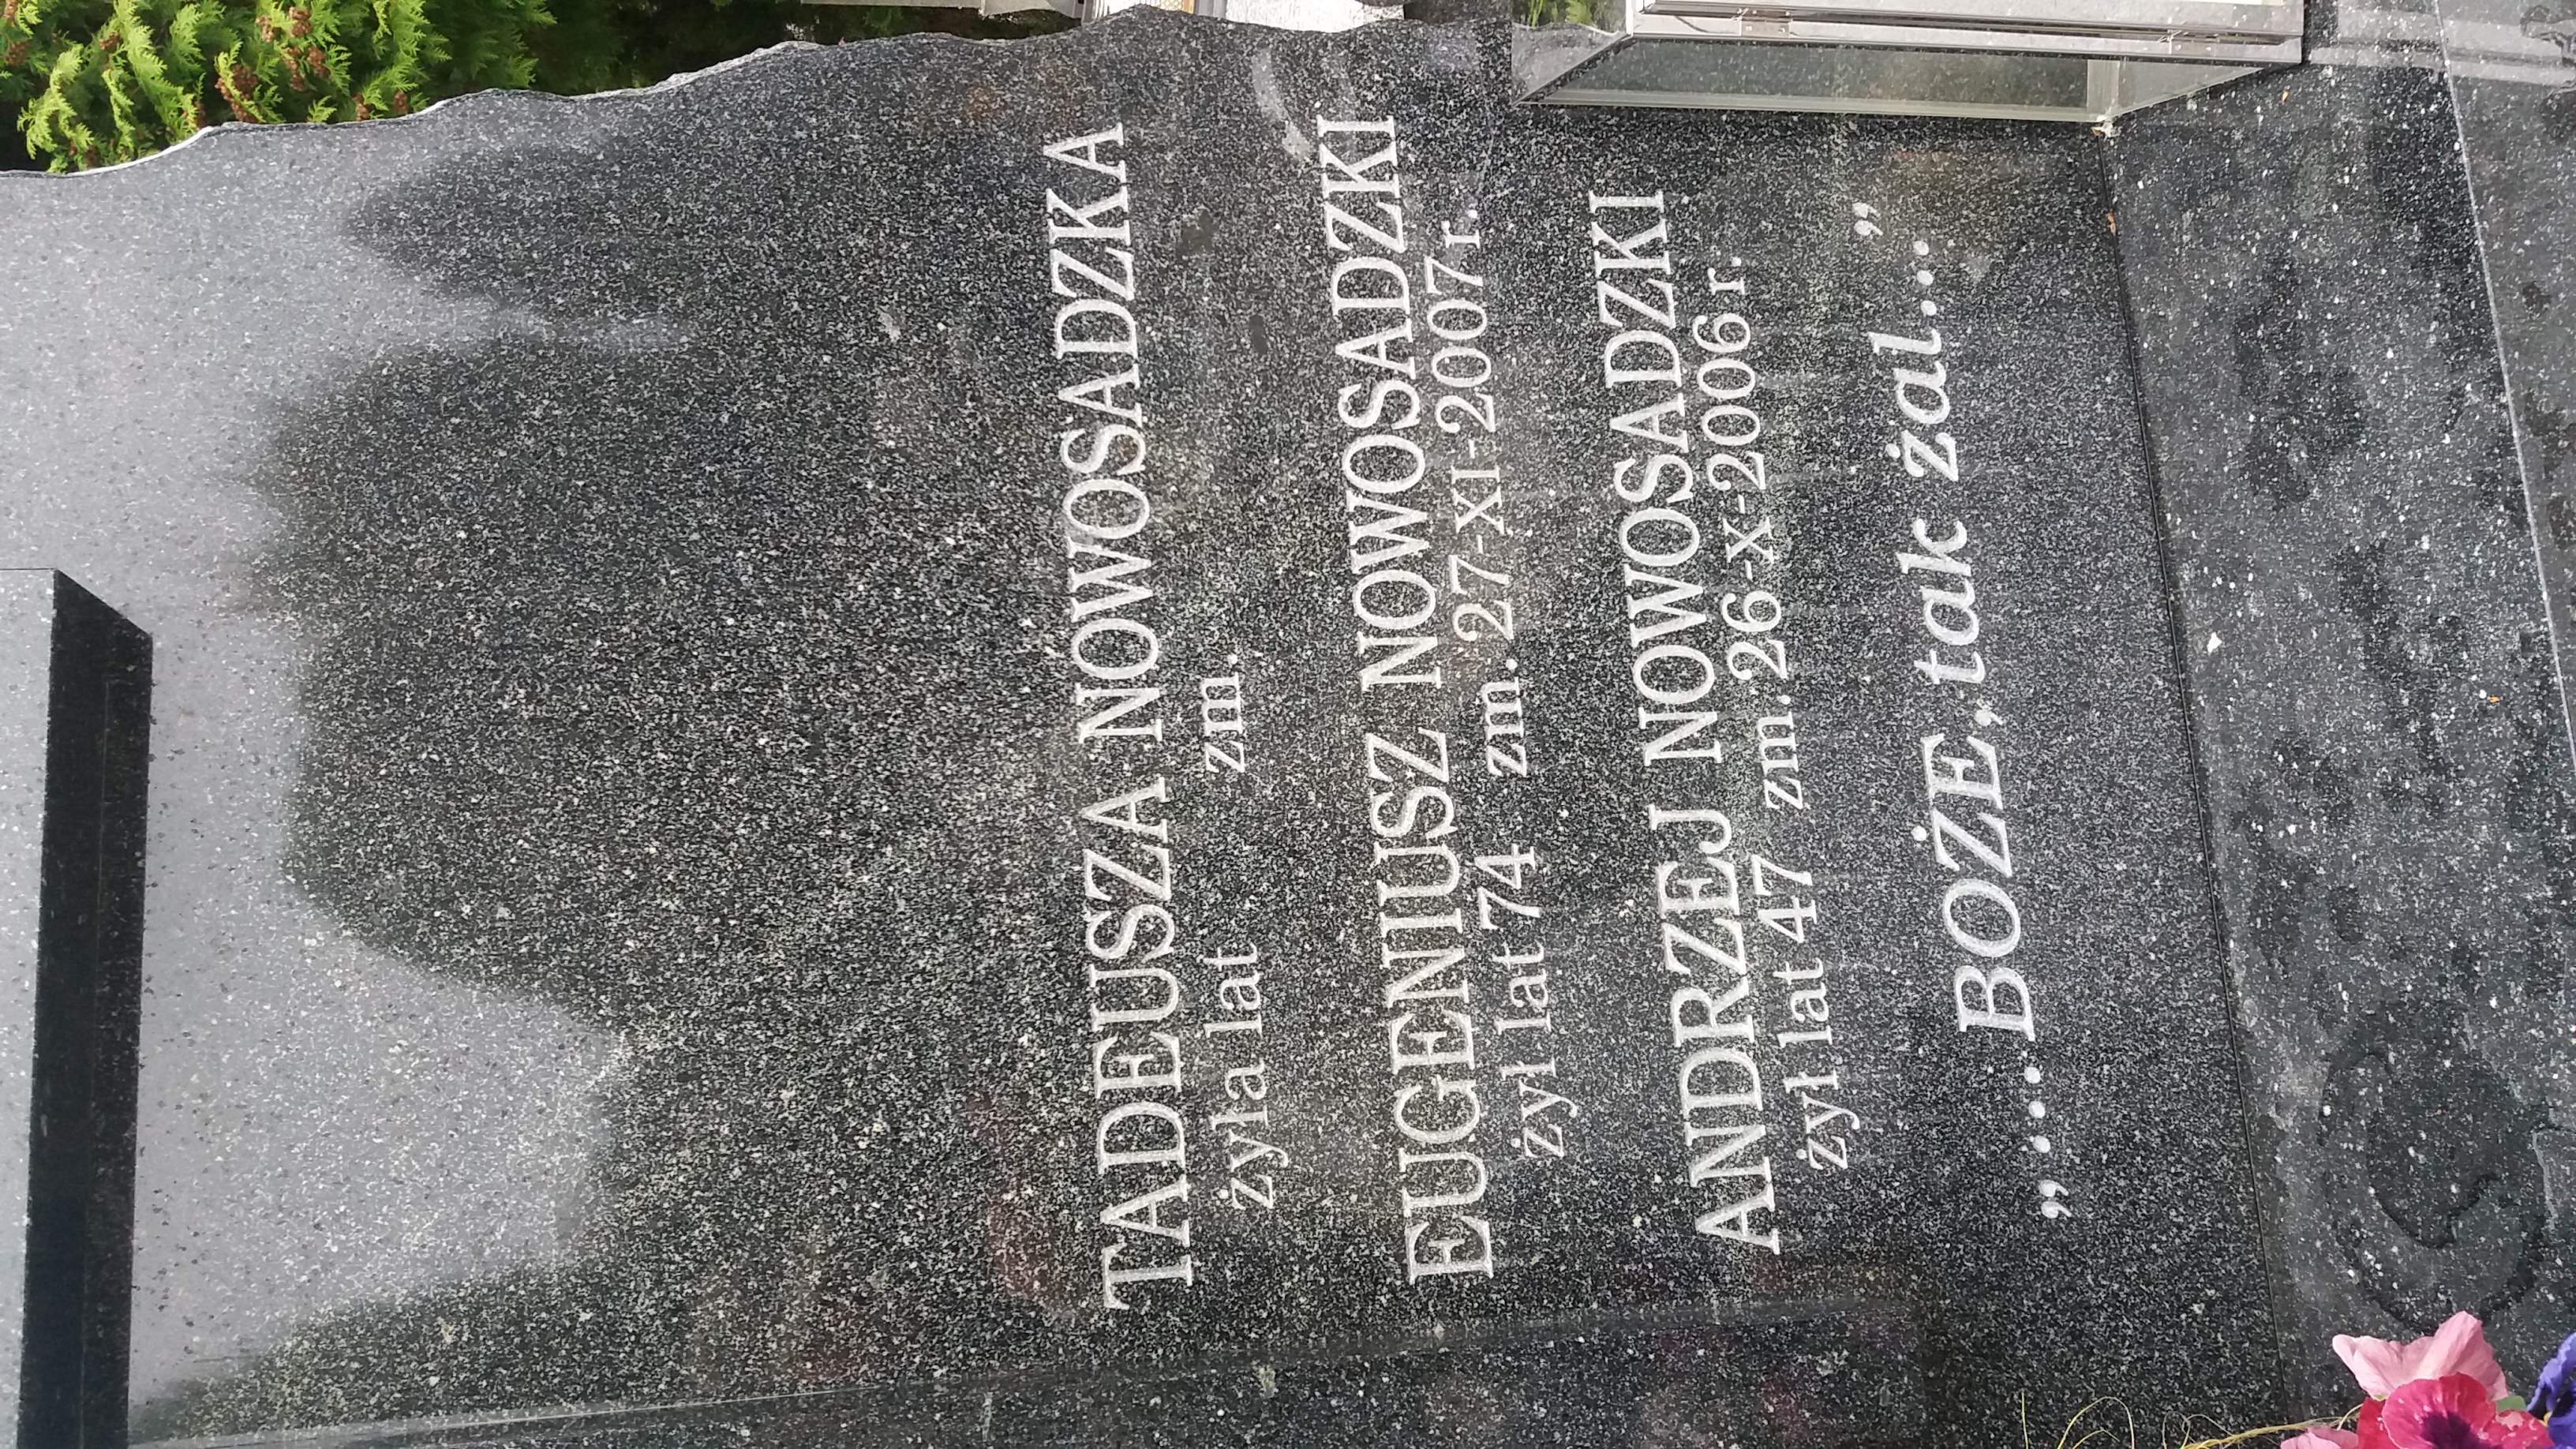 TADEUSZA NOWOSADZKA
żyła lat zm.
EUGENIUSZ NOWOSADZKI
żył lat 74 zm. 27-XI-2007 r.
ANDRZEJ NOWOSADZKI
żył lat 47 zm. 26-X-2006 r.
„.... BOŻE, tak żal...."